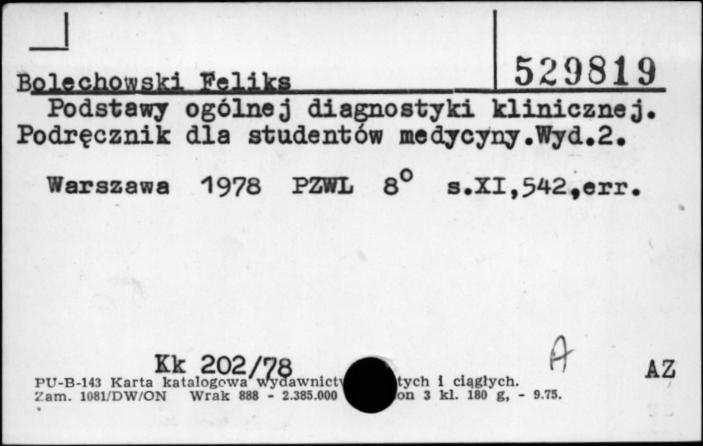 529819
Bolechowski Feliks
Podstawy ogólnej diagnostyki klinicznej.
Podręcznik dla studentów medycyny.Wyd.2.
Warszawa 1978 PZWL 8° s.XI,542,err.
Kk 202/78 A AZ
PU-B-143 Karta katalogowa wydawnict tych i ciągłych.
Zam. 1081/DW/ON Wrak 888 - 2.385.000 on 3 kl. 180 g, - 9.75.